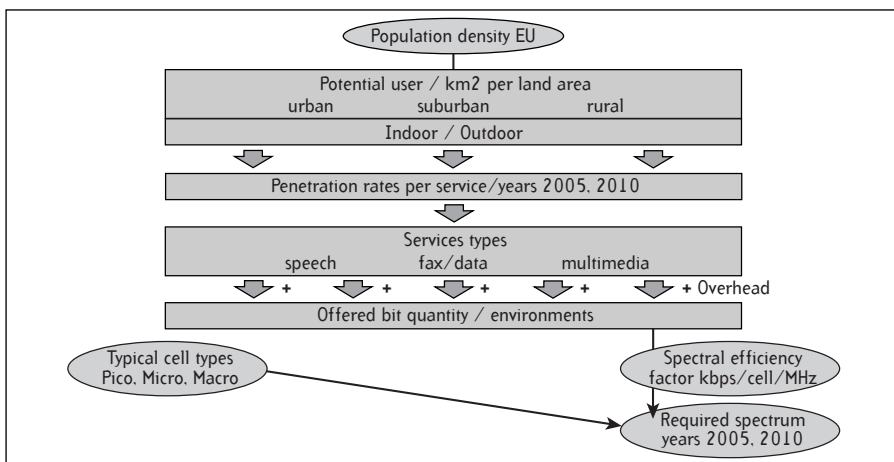 Population density EU
Potential user / km2 per land area
urban suburban rural
Indoor / Outdoor
Penetration rates per service/years 2005, 2010
Services types
speech fax/data multimedia
+ + + + + Overhead
Offered bit quantity / environments
Typical cell types
Pico, Micro, Macro
Spectral efficiency
factor kbps/cell/MHz
Required spectrum
years 2005, 2010